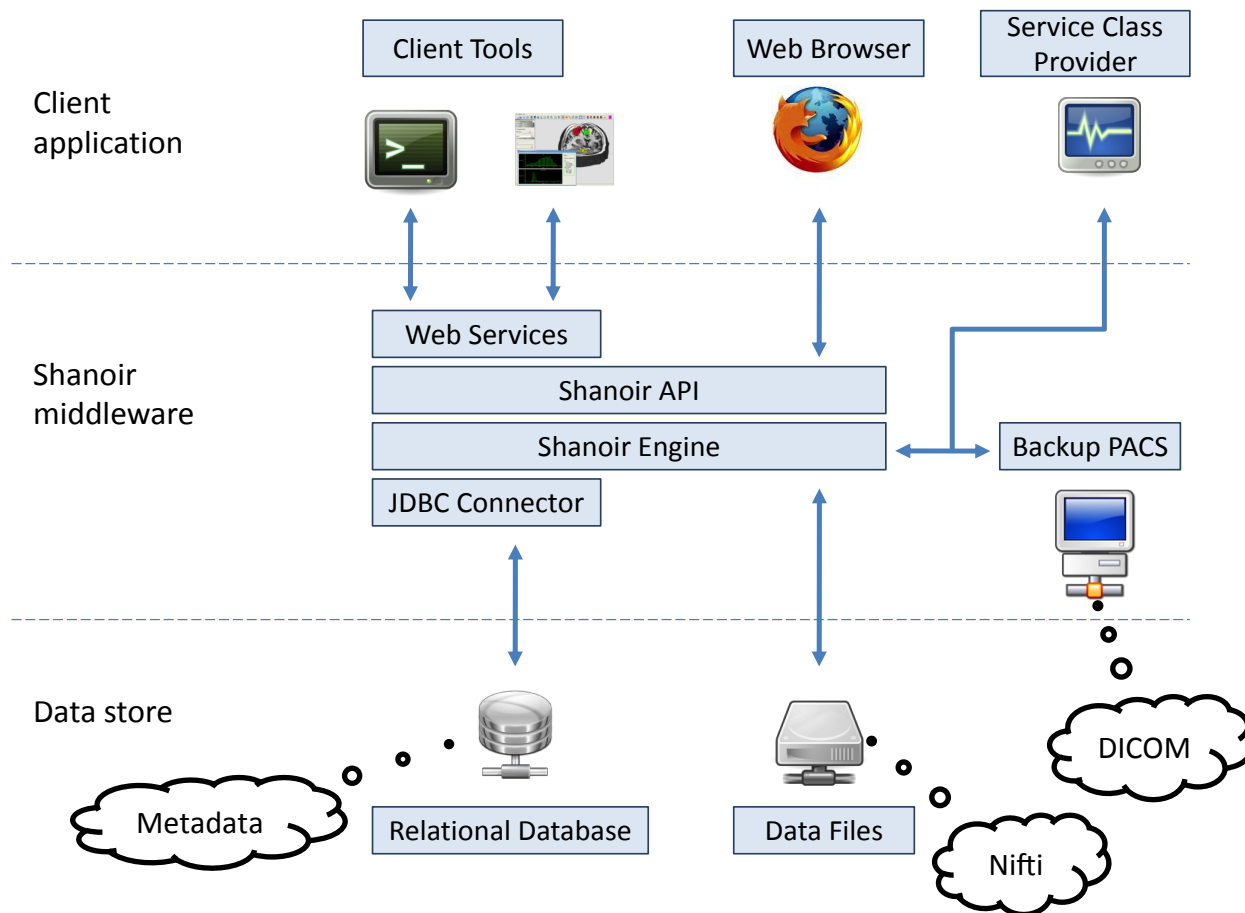 Client Tools
Web Browser
Service Class
Provider
Client
application
>_
Web Services
Shanoir API
Shanoir
middleware
Shanoir Engine
Backup PACS
JDBC Connector
Data store
DICOM
Metadata
Relational Database
Data Files
Nifti